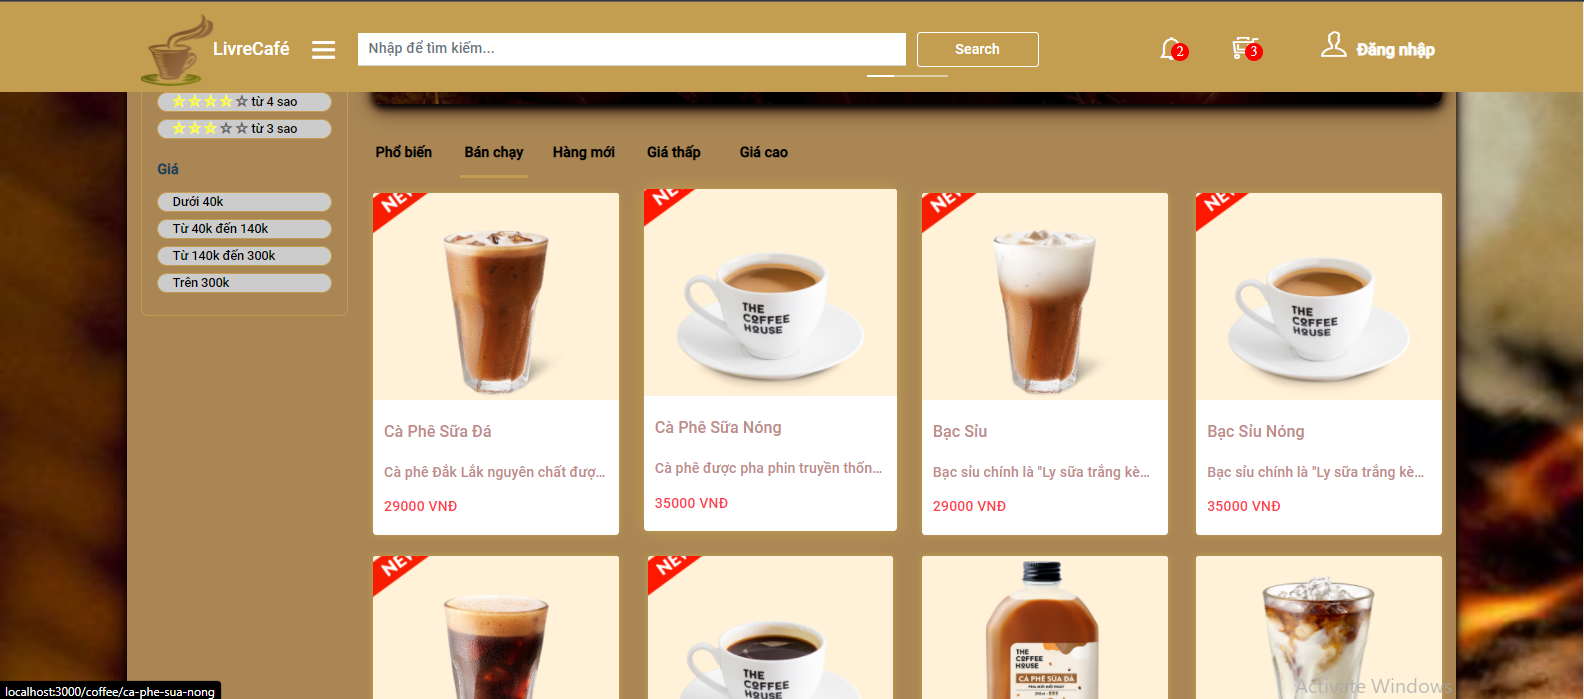 LivreCafé
Nhập để tìm kiếm...
Search
2
3
Đăng nhập
từ 4 sao
từ 3 sao
Giá
Dưới 40k
Từ 40k đến 140k
Từ 140k đến 300k
Trên 300k
Phổ biến
Bán chạy
Hàng mới
Giá thấp
Giá cao
NEW
THE
COFFEE
HOUSE
NEW
NEW
THE
COFFEE
HOUSE
NEW
Cà Phê Sữa Đá
Cà phê Đắk Lắk nguyên chất đượ...
29000 VNĐ
Cà Phê Sữa Nóng
Cà phê được pha phin truyền thốn...
35000 VNĐ
Bạc Sỉu
Bạc sỉu chính là "Ly sữa trắng kè...
29000 VNĐ
Bạc Sỉu Nóng
Bạc sỉu chính là "Ly sữa trắng kè...
35000 VNĐ
NEW
NEW
THE
COFFEE
HOUSE
THE
COFFEE
HOUSE
CÀ PHÊ SỮA ĐÁ
Activate Windows
localhost:3000/coffee/ca-phe-sua-nong